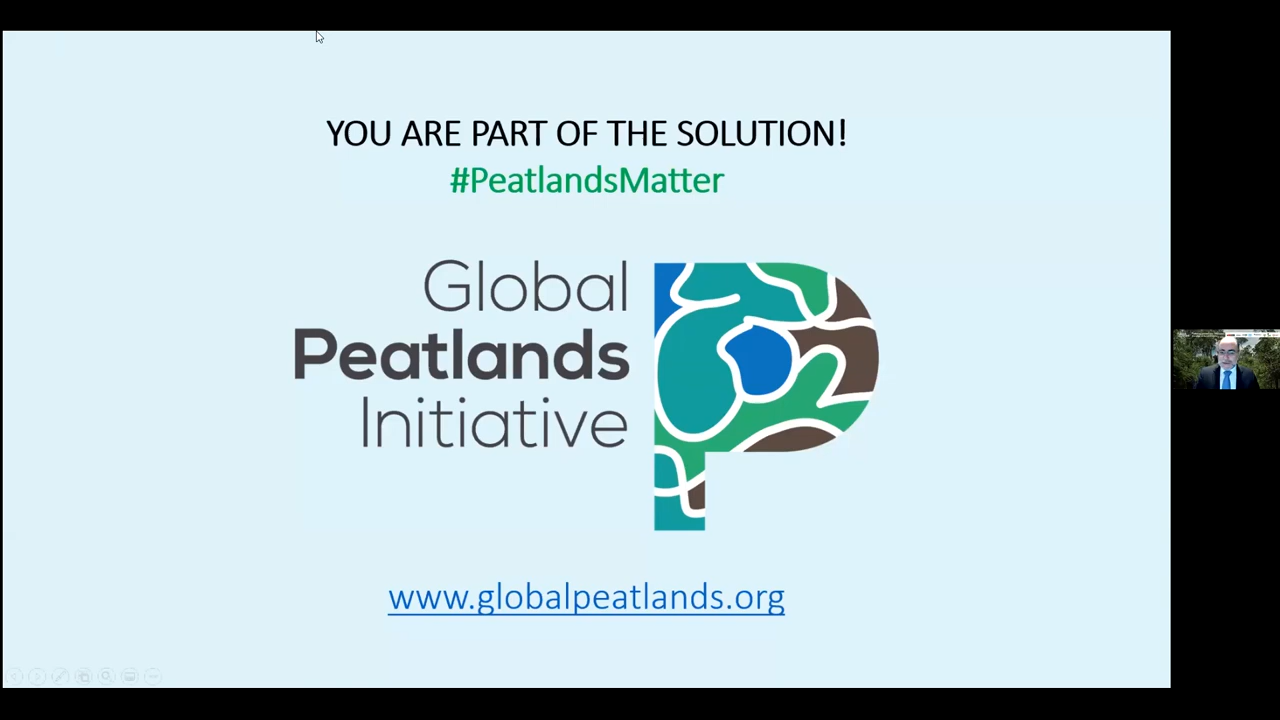 YOU ARE PART OF THE SOLUTION!
#PeatlandsMatter
Global
Peatlands
Initiative
www.globalpeatlands.org